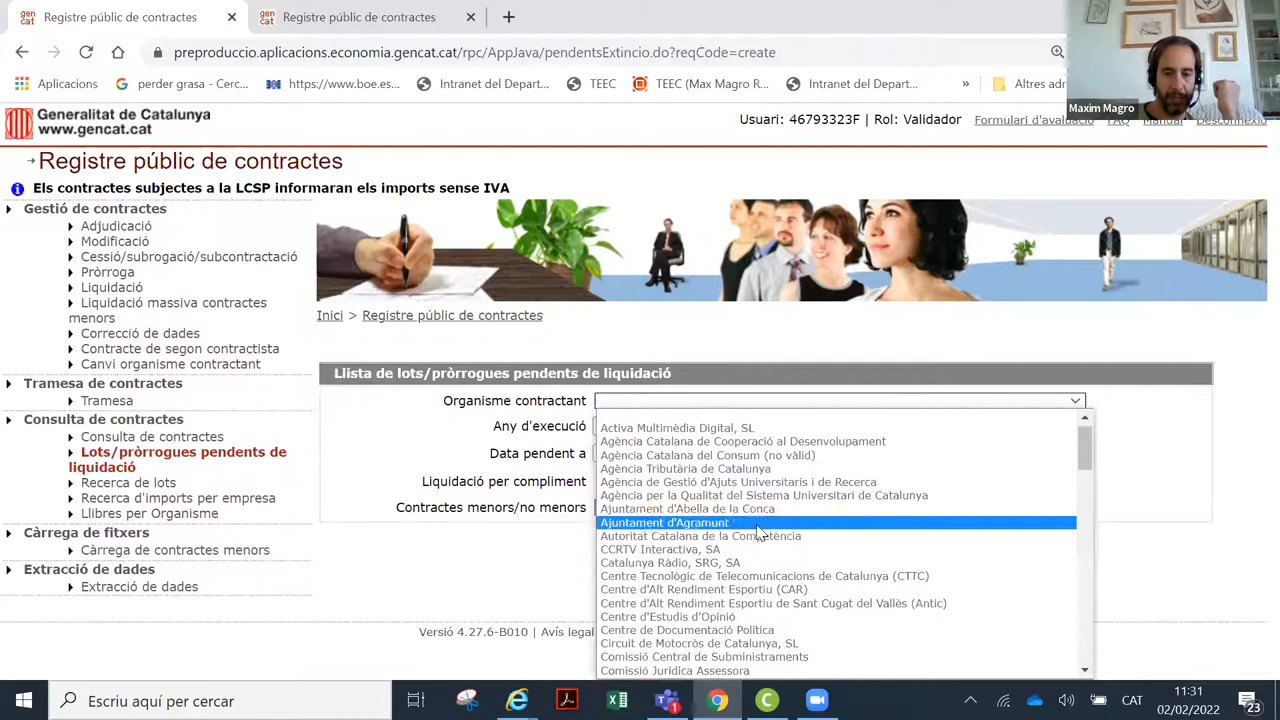 Registre públic de contractes
Registre públic de contractes
preproduccio.aplicacions.economia.gencat.cat/rpc/AppJava/pendentsExtincio.do?reqCode=create
Aplicacions
perder grasa - Cerc...
https://www.boe.es...
Intranet del Depart...
TEEC
TEEC (Max Magro R...
Intranet del Depart...
»
Altres adr
Maxim Magro
Generalitat de Catalunya
www.gencat.cat
Usuari: 46793323F | Rol: Validador
Formulari d'avaluació
FAQ
Manual
Desconnexió
Registre públic de contractes
Els contractes subjectes a la LCSP informaran els imports sense IVA
Gestió de contractes
Adjudicació
Modificació
Cessió/subrogació/subcontractació
Pròrroga
Liquidació
Liquidació massiva contractes
menors
Correcció de dades
Contracte de segon contractista
Canvi organisme contractant
Tramesa de contractes
Tramesa
Consulta de contractes
Consulta de contractes
Lots/pròrrogues pendents de
liquidació
Recerca de lots
Recerca d'imports per empresa
Llibres per Organisme
Càrrega de fitxers
Càrrega de contractes menors
Extracció de dades
Extracció de dades
Inici > Registre públic de contractes
Llista de lots/pròrrogues pendents de liquidació
Organisme contractant
Any d'execució
Data pendent a
Liquidació per compliment
Contractes menors/no menors
Activa Multimèdia Digital, SL
Agència Catalana de Cooperació al Desenvolupament
Agència Catalana del Consum (no vàlid)
Agència Tributària de Catalunya
Agència de Gestió d'Ajuts Universitaris i de Recerca
Agència per la Qualitat del Sistema Universitari de Catalunya
Ajuntament d'Abella de la Conca
Ajuntament d'Agramunt
Autoritat Catalana de la Competència
CCRTV Interactiva, SA
Catalunya Ràdio, SRG, SA
Centre Tecnològic de Telecomunicacions de Catalunya (CTTC)
Centre d'Alt Rendiment Esportiu (CAR)
Centre d'Alt Rendiment Esportiu de Sant Cugat del Vallès (Antic)
Centre d'Estudis d'Opinió
Centre de Documentació Política
Circuit de Motocròs de Catalunya, SL
Comissió Central de Subministraments
Comissió Jurídica Assessora
Versió 4.27.6-B010 | Avís legal
Escriu aquí per cercar
CAT
11:31
02/02/2022
23